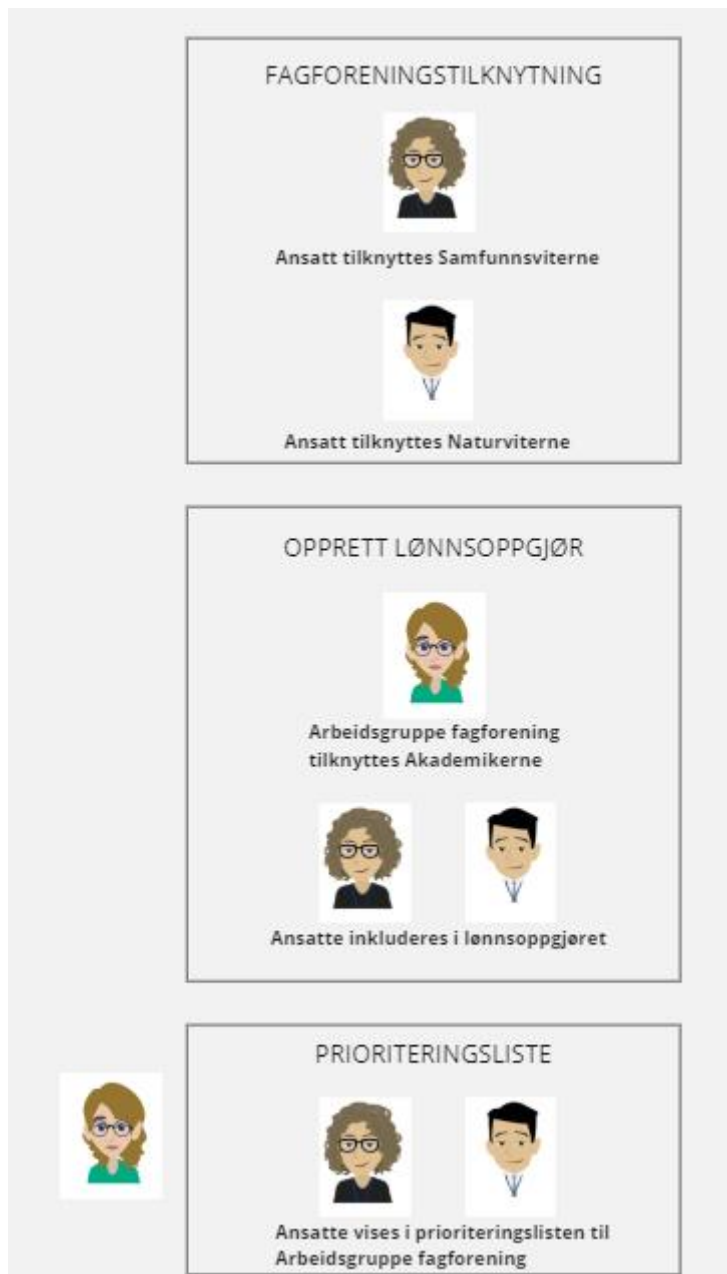 FAGFORENINGSTILKNYTNING
Ansatt tilknyttes Samfunnsviterne
Ansatt tilknyttes Naturviterne
OPPRETT LØNNSOPPGJØR
Arbeidsgruppe fagforening
tilknyttes Akademikerne
Ansatte inkluderes i lønnsoppgjøret
PRIORITERINGSLISTE
Ansatte vises i prioriteringslisten til
Arbeidsgruppe fagforening